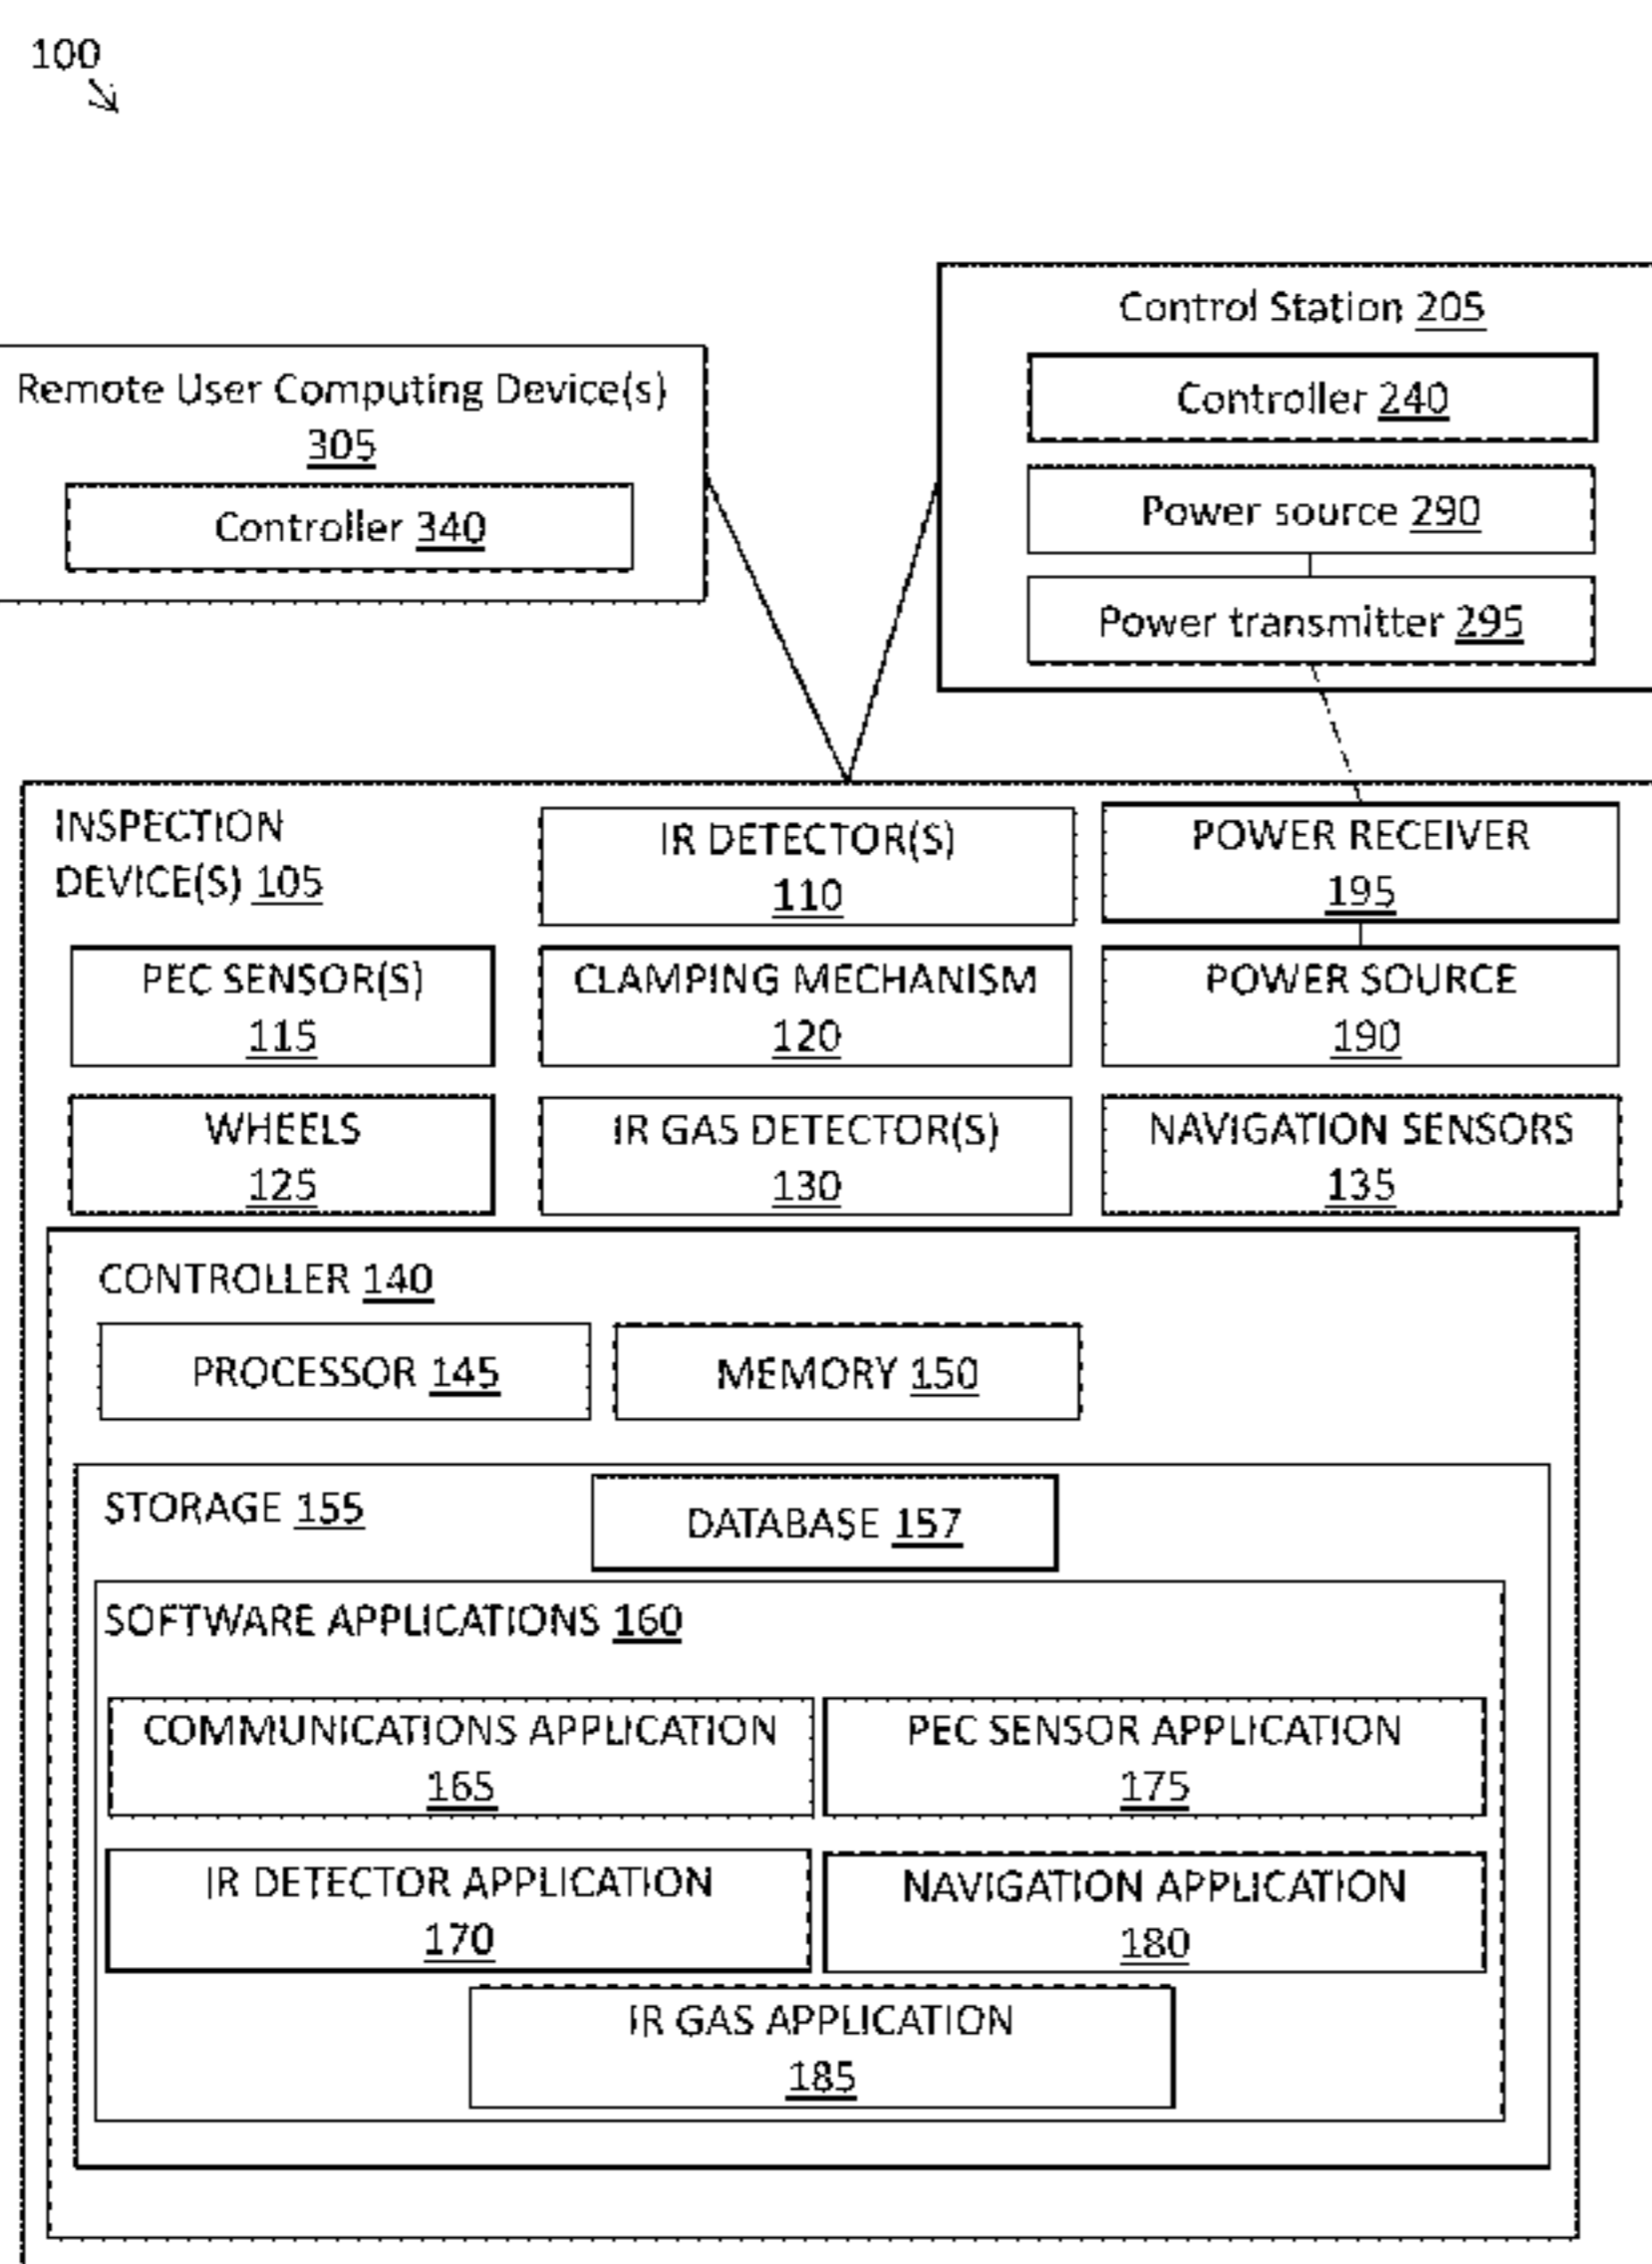 100
Control Station 205
Controller 240
Power source 290
Power transmitter 295
Remote User Computing Device(s)
305
Controller 340
INSPECTION
DEVICE(S) 105
IR DETECTOR(S)
110
POWER RECEIVER
195
PEC SENSOR(S)
115
CLAMPING MECHANISM
120
POWER SOURCE
190
WHEELS
125
IR GAS DETECTOR(S)
130
NAVIGATION SENSORS
135
CONTROLLER 140
PROCESSOR 145
MEMORY 150
STORAGE 155
DATABASE 157
SOFTWARE APPLICATIONS 160
COMMUNICATIONS APPLICATION
165
PEC SENSOR APPLICATION
175
IR DETECTOR APPLICATION
170
NAVIGATION APPLICATION
180
IR GAS APPLICATION
185